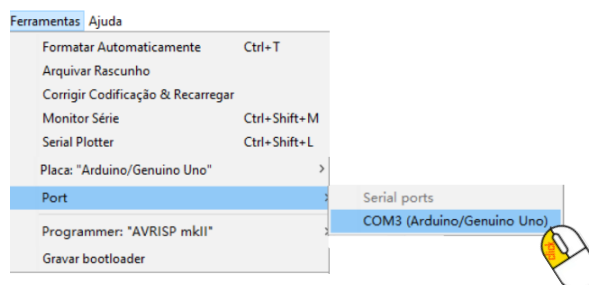 Ferramentas Ajuda
Formatar Automaticamente Ctrl+T
Arquivar Rascunho
Corrigir Codificação & Recarregar
Monitor Série Ctrl+Shift+M
Serial Plotter Ctrl+Shift+L
Placa: "Arduino/Genuino Uno" >
Port > Serial ports
COM3 (Arduino/Genuino Uno)
Programmer: "AVRISP mkII" >
Gravar bootloader
click